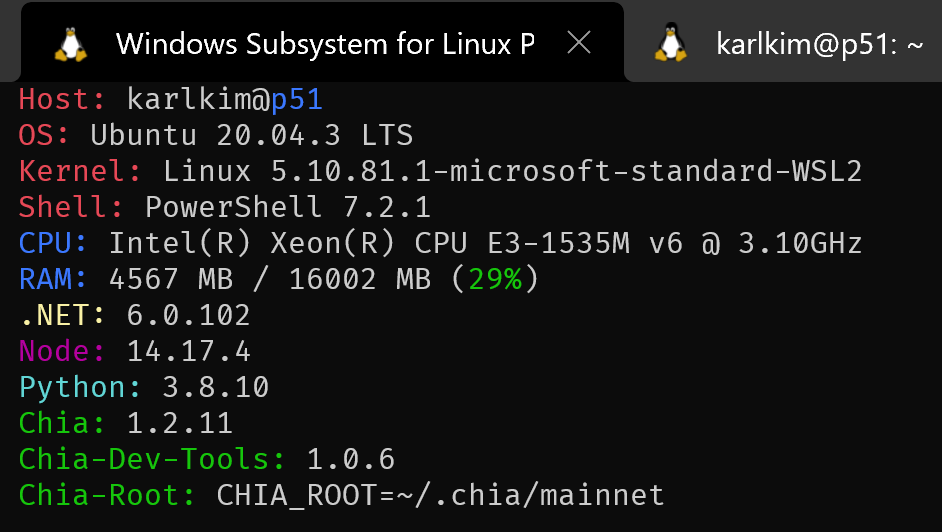 Windows Subsystem for Linux P
karlkim@p51: ~
Host: karlkim@p51
OS: Ubuntu 20.04.3 LTS
Kernel: Linux 5.10.81.1-microsoft-standard-WSL2
Shell: PowerShell 7.2.1
CPU: Intel(R) Xeon(R) CPU E3-1535M v6 @ 3.10GHz
RAM: 4567 MB / 16002 MB (29%)
.NET: 6.0.102
Node: 14.17.4
Python: 3.8.10
Chia: 1.2.11
Chia-Dev-Tools: 1.0.6
Chia-Root: CHIA_ROOT=~/.chia/mainnet